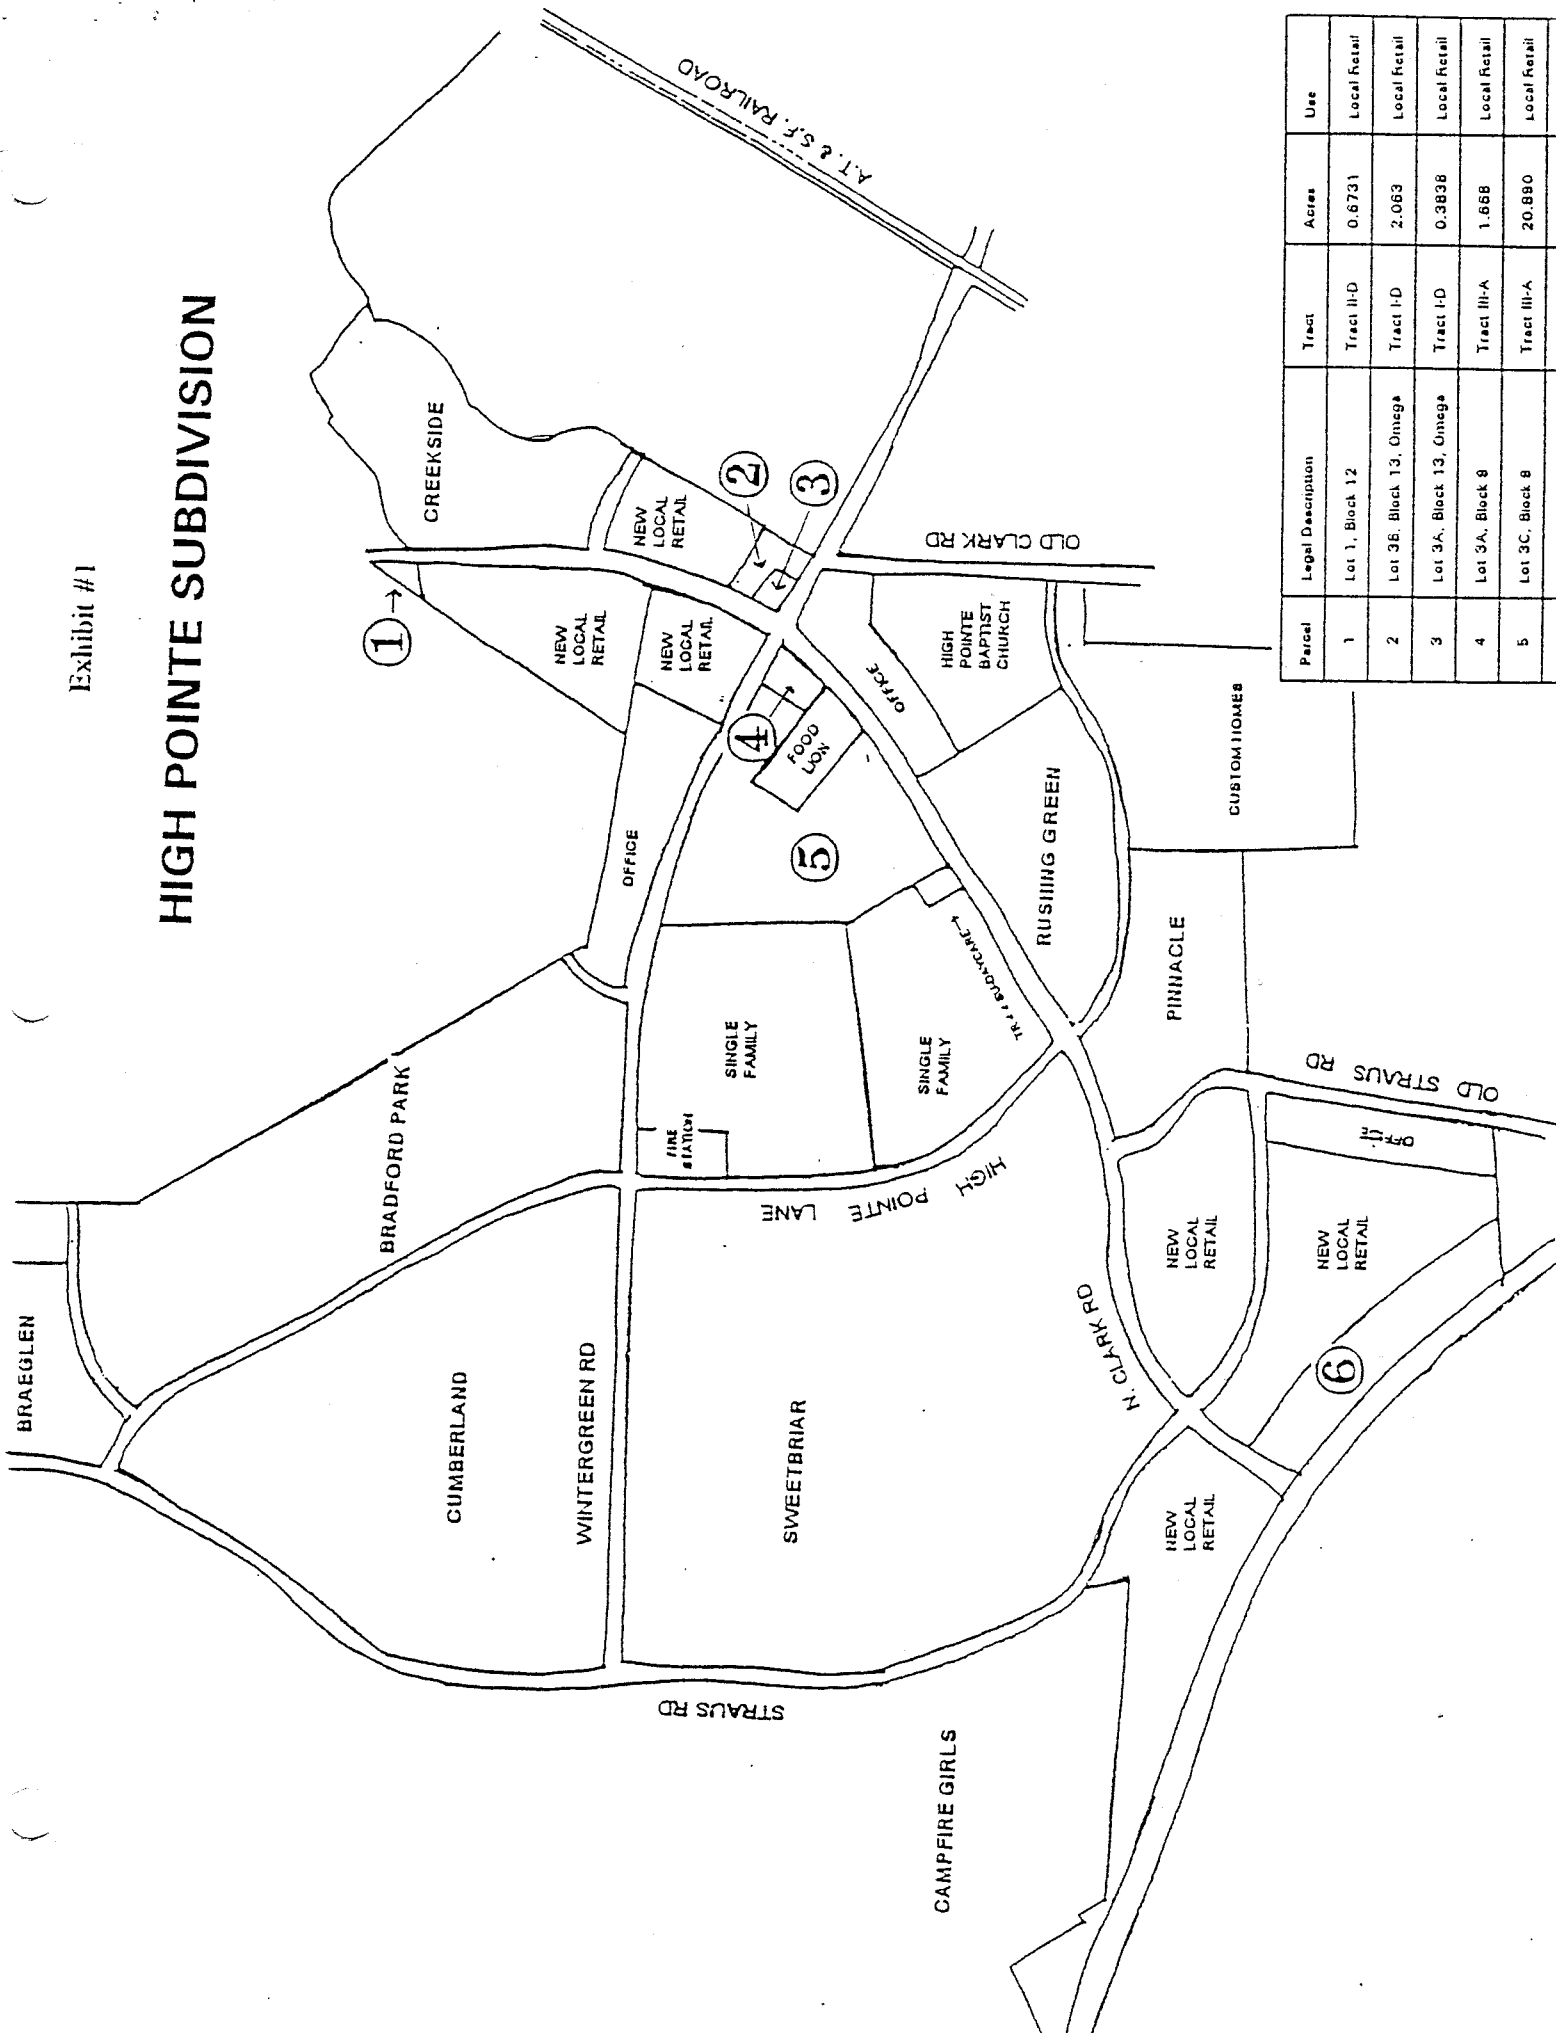 Exhibit #1
HIGH POINTE SUBDIVISION
BRAEGLEN
BRADFORD PARK
CUMBERLAND
WINTERGREEN RD
SWEETBRIAR
STRAUS RD
CAMPFIRE GIRLS
CREEKSIDE
A.T. & S.F. RAILROAD
1
NEW
LOCAL
RETAIL
NEW
LOCAL
RETAIL
NEW
LOCAL
RETAIL
2
3
OFFICE
4
FOOD
LION
5
OFFICE
HIGH
POINTE
BAPTIST
CHURCH
OLD CLARK RD
SINGLE
FAMILY
SINGLE
FAMILY
FIRE
STATION
HIGH POINTE LANE
RUSHING GREEN
CUSTOM HOMES
PINNACLE
N. CLARK RD
OLD STRAUS RD
OFFICE
NEW
LOCAL
RETAIL
NEW
LOCAL
RETAIL
NEW
LOCAL
RETAIL
6
Parcel Legal Description Tract Acres Use
1 Lot 1, Block 12 Tract II-D 0.6731 Local Retail
2 Lot 3B, Block 13, Omega Tract I-D 2.063 Local Retail
3 Lot 3A, Block 13, Omega Tract I-D 0.3838 Local Retail
4 Lot 3A, Block 8 Tract III-A 1.668 Local Retail
5 Lot 3C, Block 8 Tract III-A 20.890 Local Retail